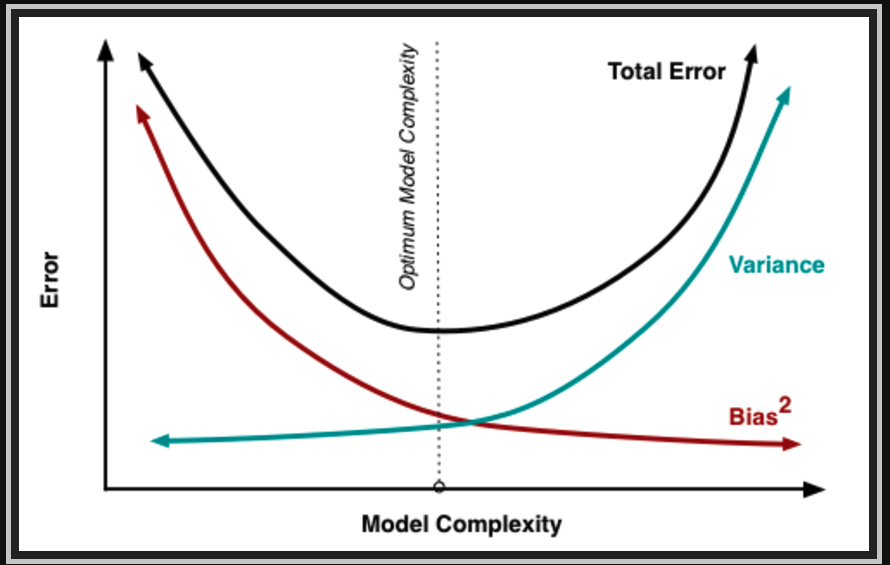 Optimum Model Complexity
Total Error
Variance
Error
Bias²
Model Complexity